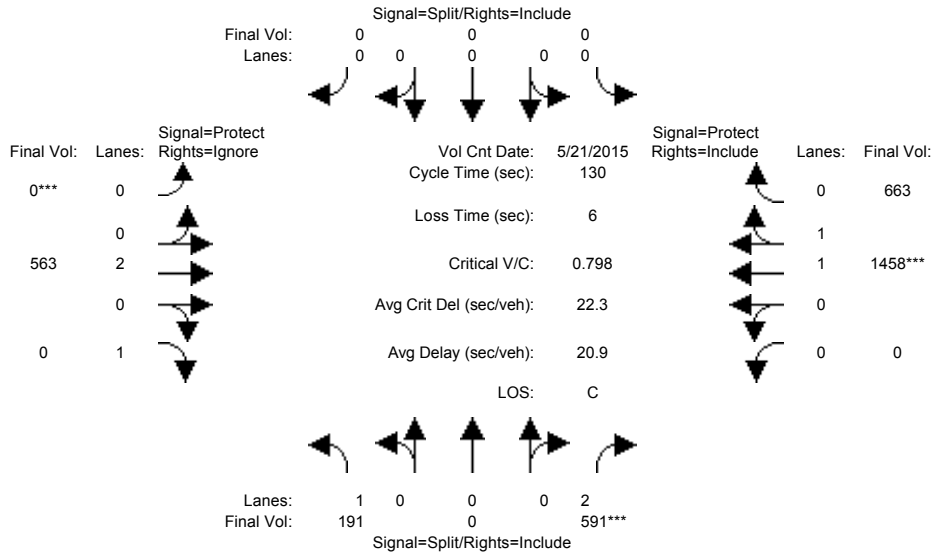 Signal=Split/Rights=Include
Final Vol: 0 0 0
Lanes: 0 0 0 0 0
Signal=Protect Signal=Protect
Final Vol: Lanes: Rights=Ignore Vol Cnt Date: 5/21/2015 Rights=Include Lanes: Final Vol:
Cycle Time (sec): 130
0*** 0 0 663
Loss Time (sec): 6
0 1
563 2 Critical V/C: 0.798 1 1458***
0 Avg Crit Del (sec/veh): 22.3 0
0 1 Avg Delay (sec/veh): 20.9 0 0
LOS: C
Lanes: 1 0 0 0 2
Final Vol: 191 0 591***
Signal=Split/Rights=Include